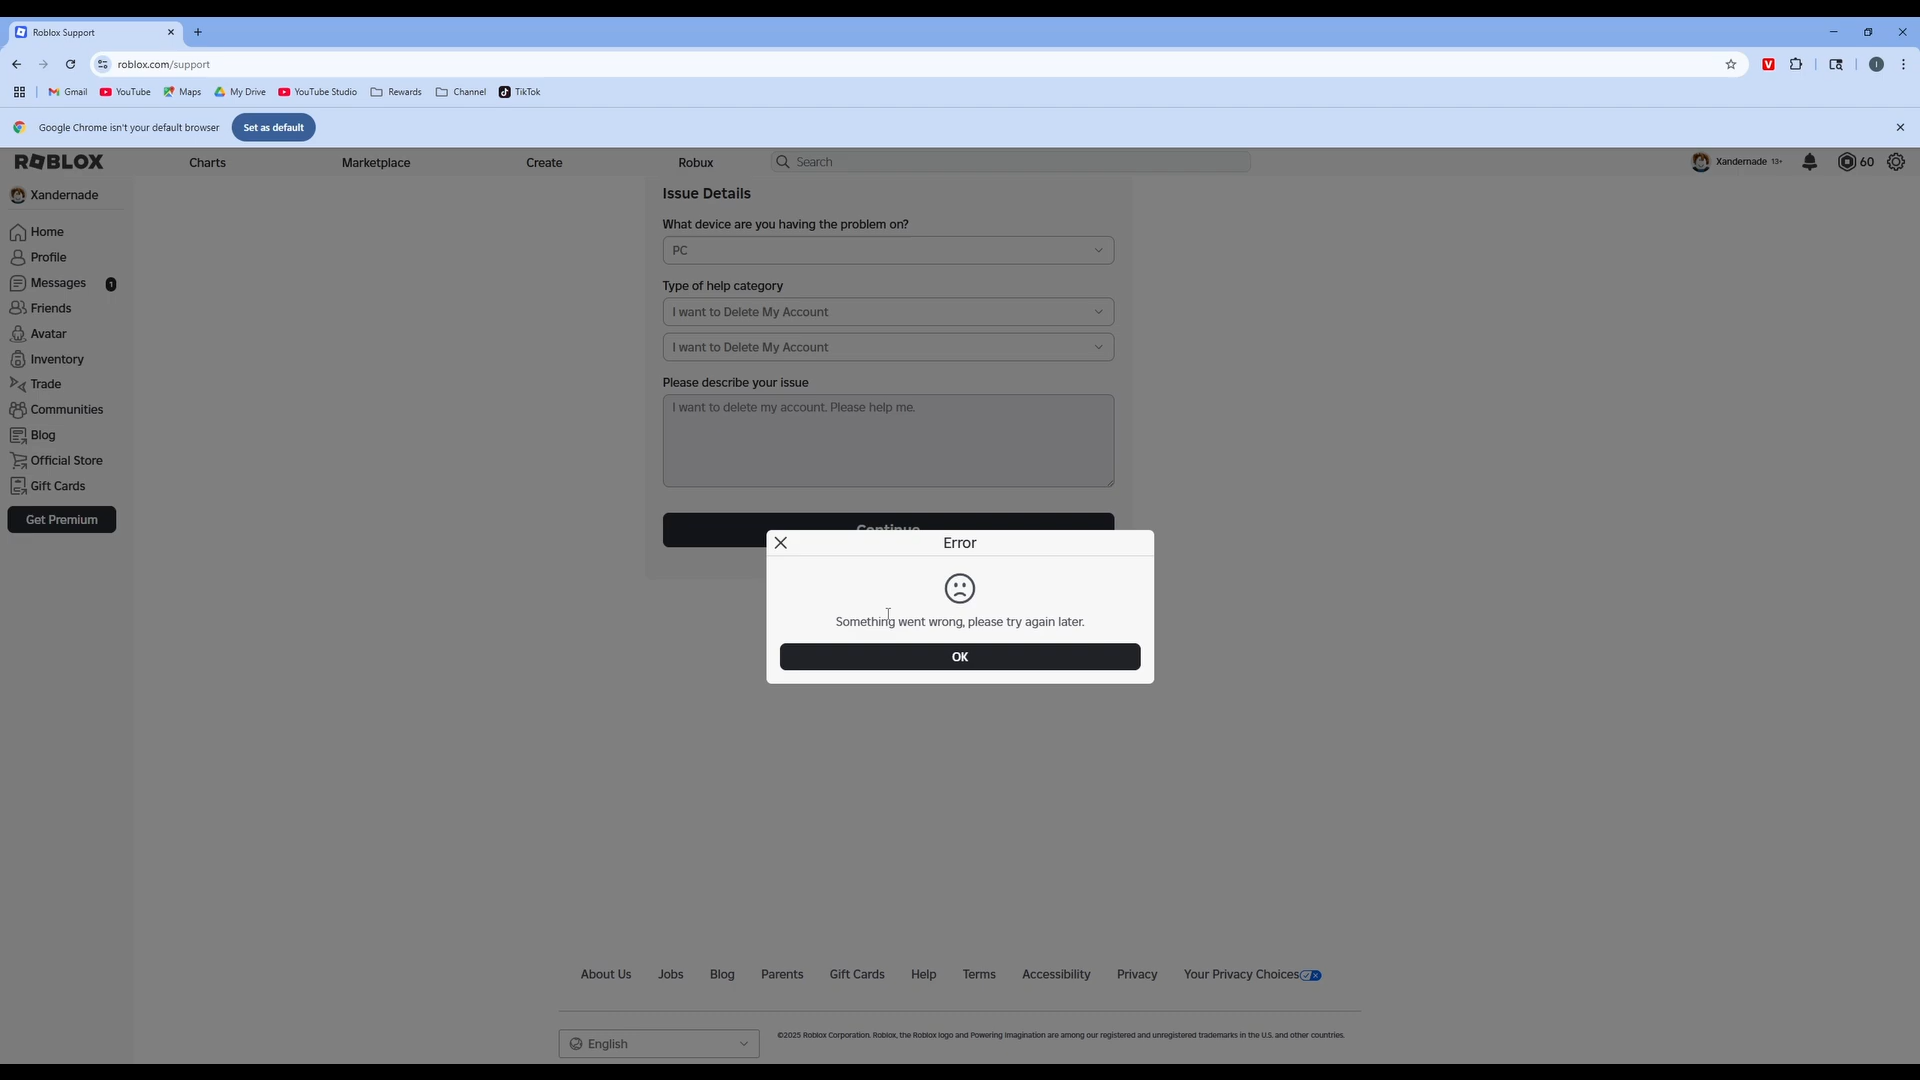 Roblox Support
roblox.com/support
Gmail YouTube Maps My Drive YouTube Studio Rewards Channel TikTok
Google Chrome isn't your default browser Set as default
ROBLOX Charts Marketplace Create Robux Search Xandernade 13+ 60
Xandernade
Home
Profile
Messages 1
Friends
Avatar
Inventory
Trade
Communities
Blog
Official Store
Gift Cards
Get Premium
Issue Details
What device are you having the problem on?
PC
Type of help category
I want to Delete My Account
I want to Delete My Account
Please describe your issue
I want to delete my account. Please help me.
Continue
Error
Something went wrong, please try again later.
OK
About Us Jobs Blog Parents Gift Cards Help Terms Accessibility Privacy Your Privacy Choices
English
©2025 Roblox Corporation. Roblox, the Roblox logo and Powering Imagination are among our registered and unregistered trademarks in the U.S. and other countries.